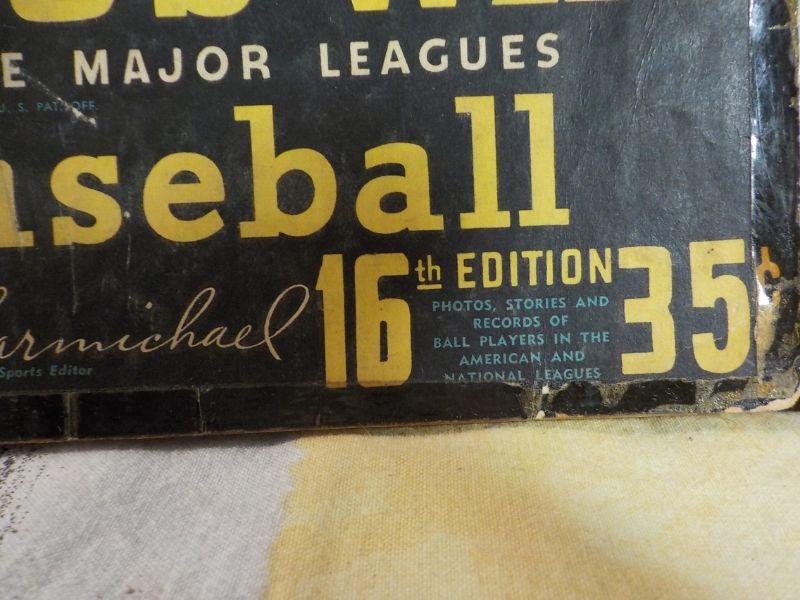 E MAJOR LEAGUES
U. S. PAT. OFF.
aseball
armichael
Sports Editor
16th EDITION
PHOTOS, STORIES AND
RECORDS OF
BALL PLAYERS IN THE
AMERICAN AND
NATIONAL LEAGUES
35¢